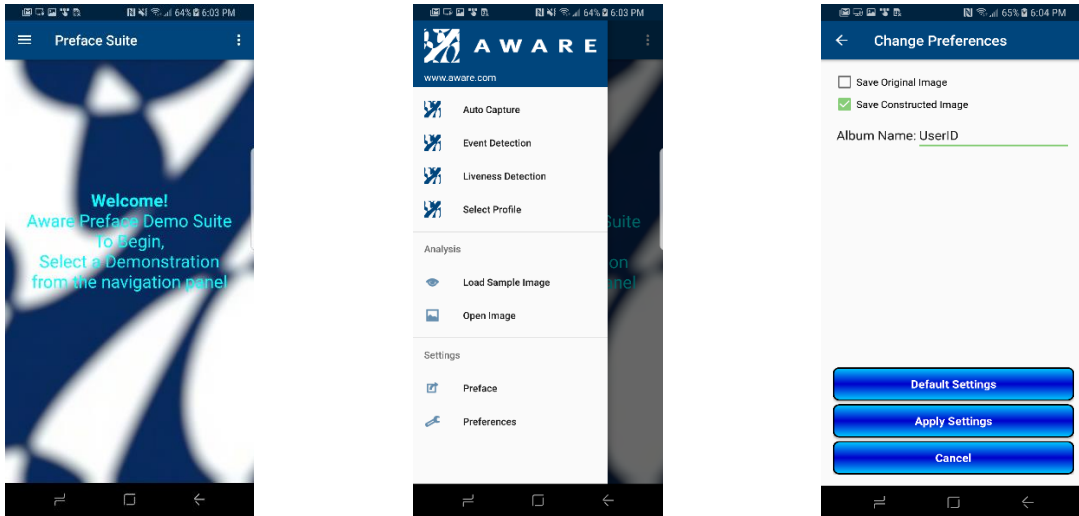 64% 6:03 PM
Preface Suite
Welcome!
Aware Preface Demo Suite
To Begin,
Select a Demonstration
from the navigation panel
64% 6:03 PM
AWARE
www.aware.com
Auto Capture
Event Detection
Liveness Detection
Select Profile
Suite
Analysis
on
Load Sample Image
nel
Open Image
Settings
Preface
Preferences
65% 6:04 PM
Change Preferences
Save Original Image
Save Constructed Image
Album Name: UserID
Default Settings
Apply Settings
Cancel